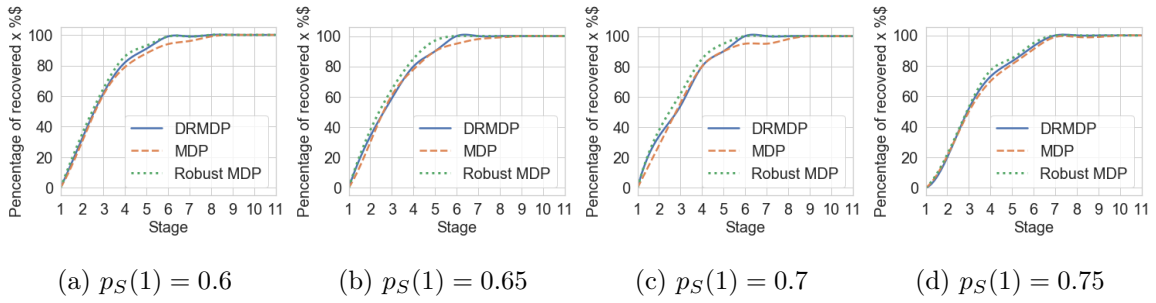 Pencentage of recovered x %$
100
80
60
40
20
0
DRMDP
MDP
Robust MDP
1 2 3 4 5 6 7 8 9 10 11
Stage
(a) p_S(1) = 0.6
Pencentage of recovered x %$
100
80
60
40
20
0
DRMDP
MDP
Robust MDP
1 2 3 4 5 6 7 8 9 10 11
Stage
(b) p_S(1) = 0.65
Pencentage of recovered x %$
100
80
60
40
20
0
DRMDP
MDP
Robust MDP
1 2 3 4 5 6 7 8 9 10 11
Stage
(c) p_S(1) = 0.7
Pencentage of recovered x %$
100
80
60
40
20
0
DRMDP
MDP
Robust MDP
1 2 3 4 5 6 7 8 9 10 11
Stage
(d) p_S(1) = 0.75